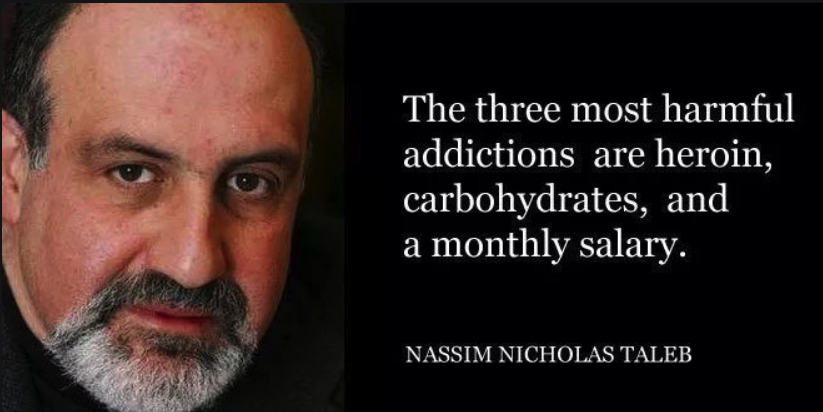 The three most harmful
addictions are heroin,
carbohydrates, and
a monthly salary.
NASSIM NICHOLAS TALEB